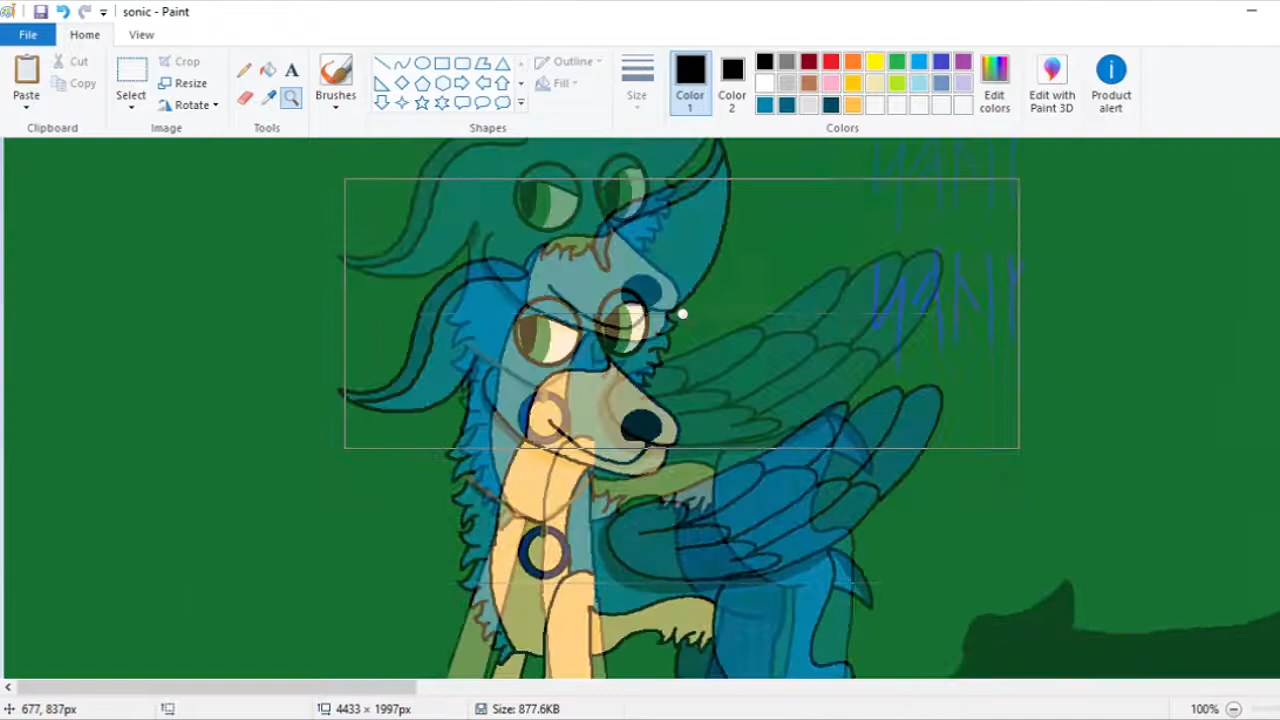 sonic - Paint
File Home View
Paste Cut Copy Clipboard
Select Crop Resize Rotate Image
A Tools
Brushes
Shapes Outline Fill
Size
Color 1 Color 2 Edit colors Colors
Edit with Paint 3D
Product alert
677, 837px 4433 × 1997px Size: 877.6KB 100%